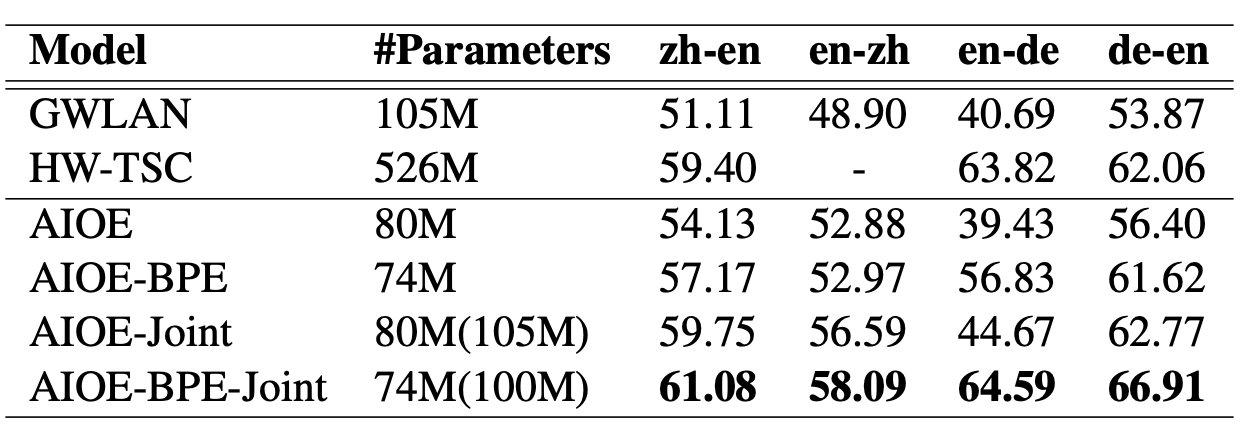 Model #Parameters zh-en en-zh en-de de-en
GWLAN 105M 51.11 48.90 40.69 53.87
HW-TSC 526M 59.40 - 63.82 62.06
AIOE 80M 54.13 52.88 39.43 56.40
AIOE-BPE 74M 57.17 52.97 56.83 61.62
AIOE-Joint 80M(105M) 59.75 56.59 44.67 62.77
AIOE-BPE-Joint 74M(100M) 61.08 58.09 64.59 66.91